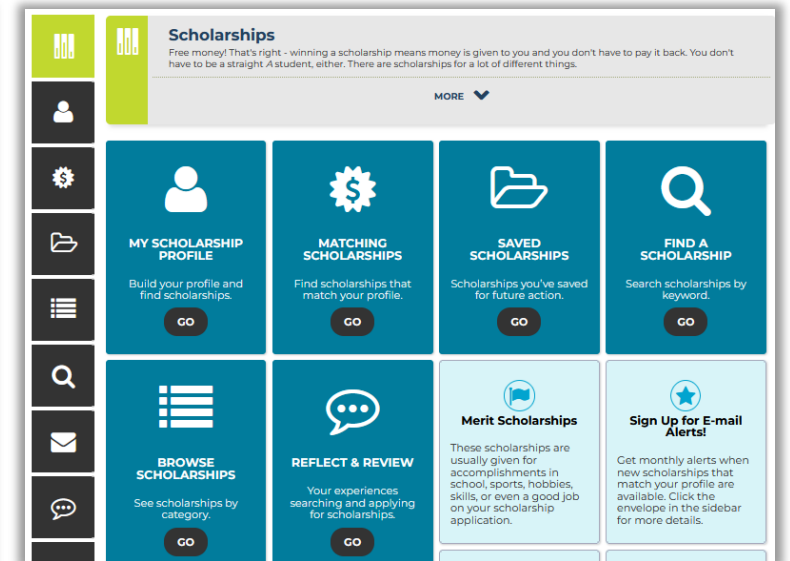 Scholarships
Free money! That's right - winning a scholarship means money is given to you and you don't have to pay it back. You don't
have to be a straight A student, either. There are scholarships for a lot of different things.
MORE
MY SCHOLARSHIP
PROFILE
Build your profile and
find scholarships.
GO
MATCHING
SCHOLARSHIPS
Find scholarships that
match your profile.
GO
SAVED
SCHOLARSHIPS
Scholarships you've saved
for future action.
GO
FIND A
SCHOLARSHIP
Search scholarships by
keyword.
GO
BROWSE
SCHOLARSHIPS
See scholarships by
category.
GO
REFLECT & REVIEW
Your experiences
searching and applying
for scholarships.
GO
Merit Scholarships
These scholarships are
usually given for
accomplishments in
school, sports, hobbies,
skills, or even a good job
on your scholarship
application.
Sign Up for E-mail
Alerts!
Get monthly alerts when
new scholarships that
match your profile are
available. Click the
envelope in the sidebar
for more details.